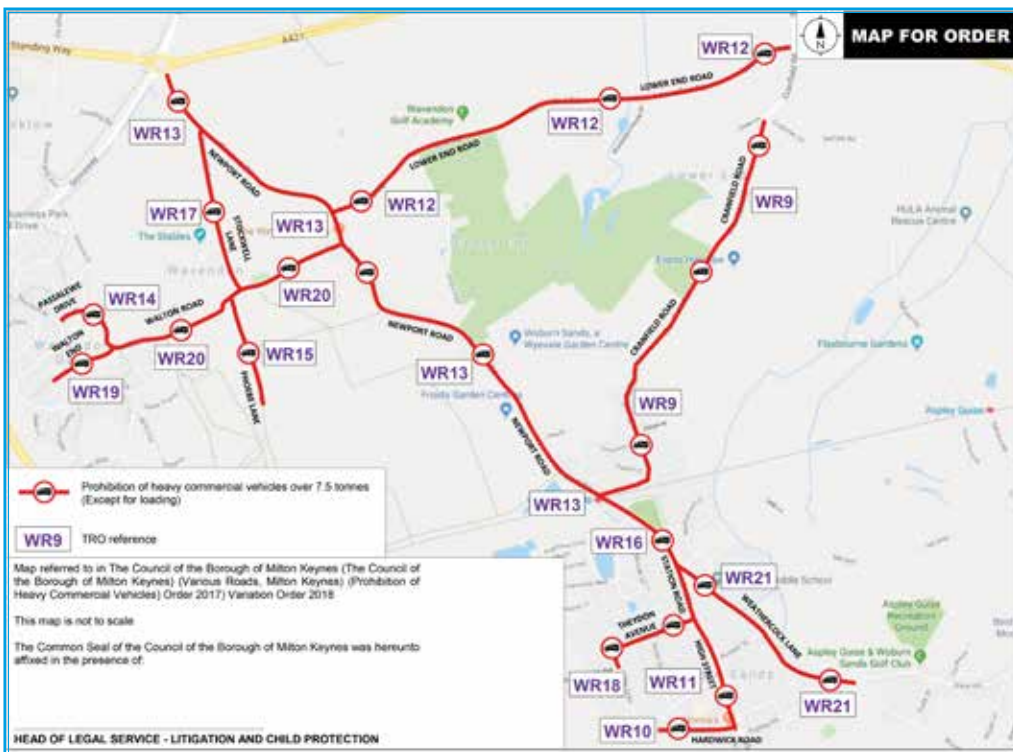 MAP FOR ORDER
N
Standing Way
A421
WR12
LOWER END ROAD
WR12
WR13
Wavendon
Golf Academy
LOWER END ROAD
NEWPORT ROAD
WR12
WR9
CRANFIELD ROAD
WR17
WR13
STOCKWELL
LANE
The Stables
HULA Animal
Rescue Centre
Wavendon
WR20
PASSALEWE
DRIVE
WR14
WALTON ROAD
NEWPORT ROAD
CRANFIELD ROAD
Woburn Sands, a
Wyevale Garden Centre
WALTON
END
WR20
WR15
WR13
WR19
PHOEBE LANE
Frosts Garden Centre
WR9
Aspley Guise
NEWPORT ROAD
Prohibition of heavy commercial vehicles over 7.5 tonnes
(Except for loading)
WR13
WR9
TRO reference
WR16
Map referred to in The Council of the Borough of Milton Keynes (The Council of
the Borough of Milton Keynes) (Various Roads, Milton Keynes) (Prohibition of
Heavy Commercial Vehicles) Order 2017) Variation Order 2018
This map is not to scale
The Common Seal of the Council of the Borough of Milton Keynes was hereunto
affixed in the presence of:
STATION ROAD
WR21
WEATHERCOCK LANE
THEYDON
AVENUE
Aspley Guise
Recreation
Ground
Aspley Guise & Woburn
Sands Golf Club
WR18
WR11
HIGH STREET
WR21
WR10
HARDWICK ROAD
HEAD OF LEGAL SERVICE - LITIGATION AND CHILD PROTECTION